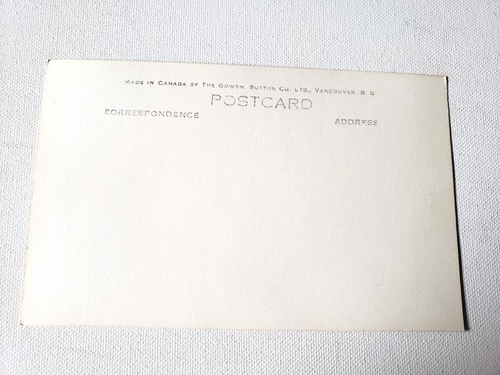 MADE IN CANADA BY THE GOWEN, SUTTON CO. LTD., VANCOUVER, B C
POSTCARD
CORRESPONDENCE ADDRESS